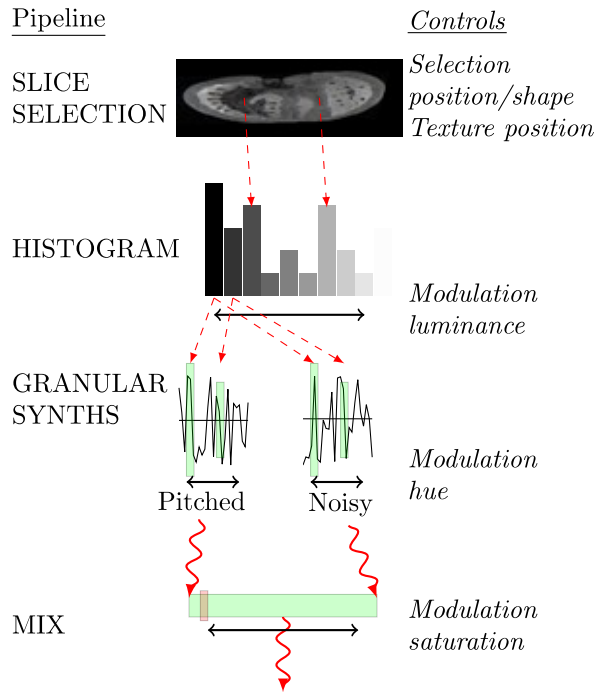 Pipeline
Controls
SLICE
SELECTION
Selection
position/shape
Texture position
HISTOGRAM
Modulation
luminance
GRANULAR
SYNTHS
Modulation
hue
Pitched
Noisy
MIX
Modulation
saturation